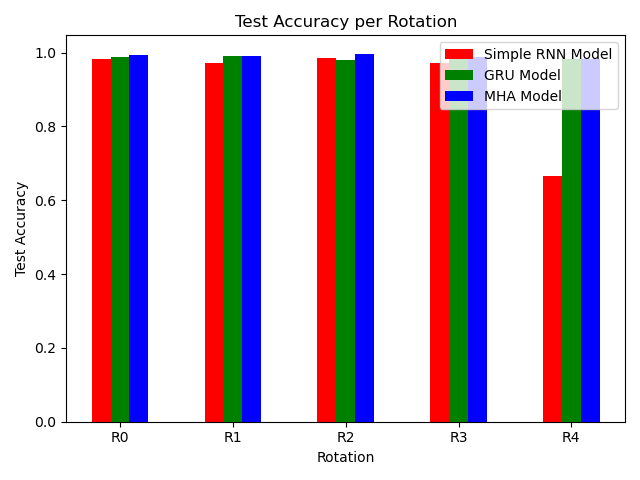 Test Accuracy per Rotation
Simple RNN Model
GRU Model
MHA Model
1.0
0.8
0.6
0.4
0.2
0.0
Test Accuracy
R0 R1 R2 R3 R4
Rotation